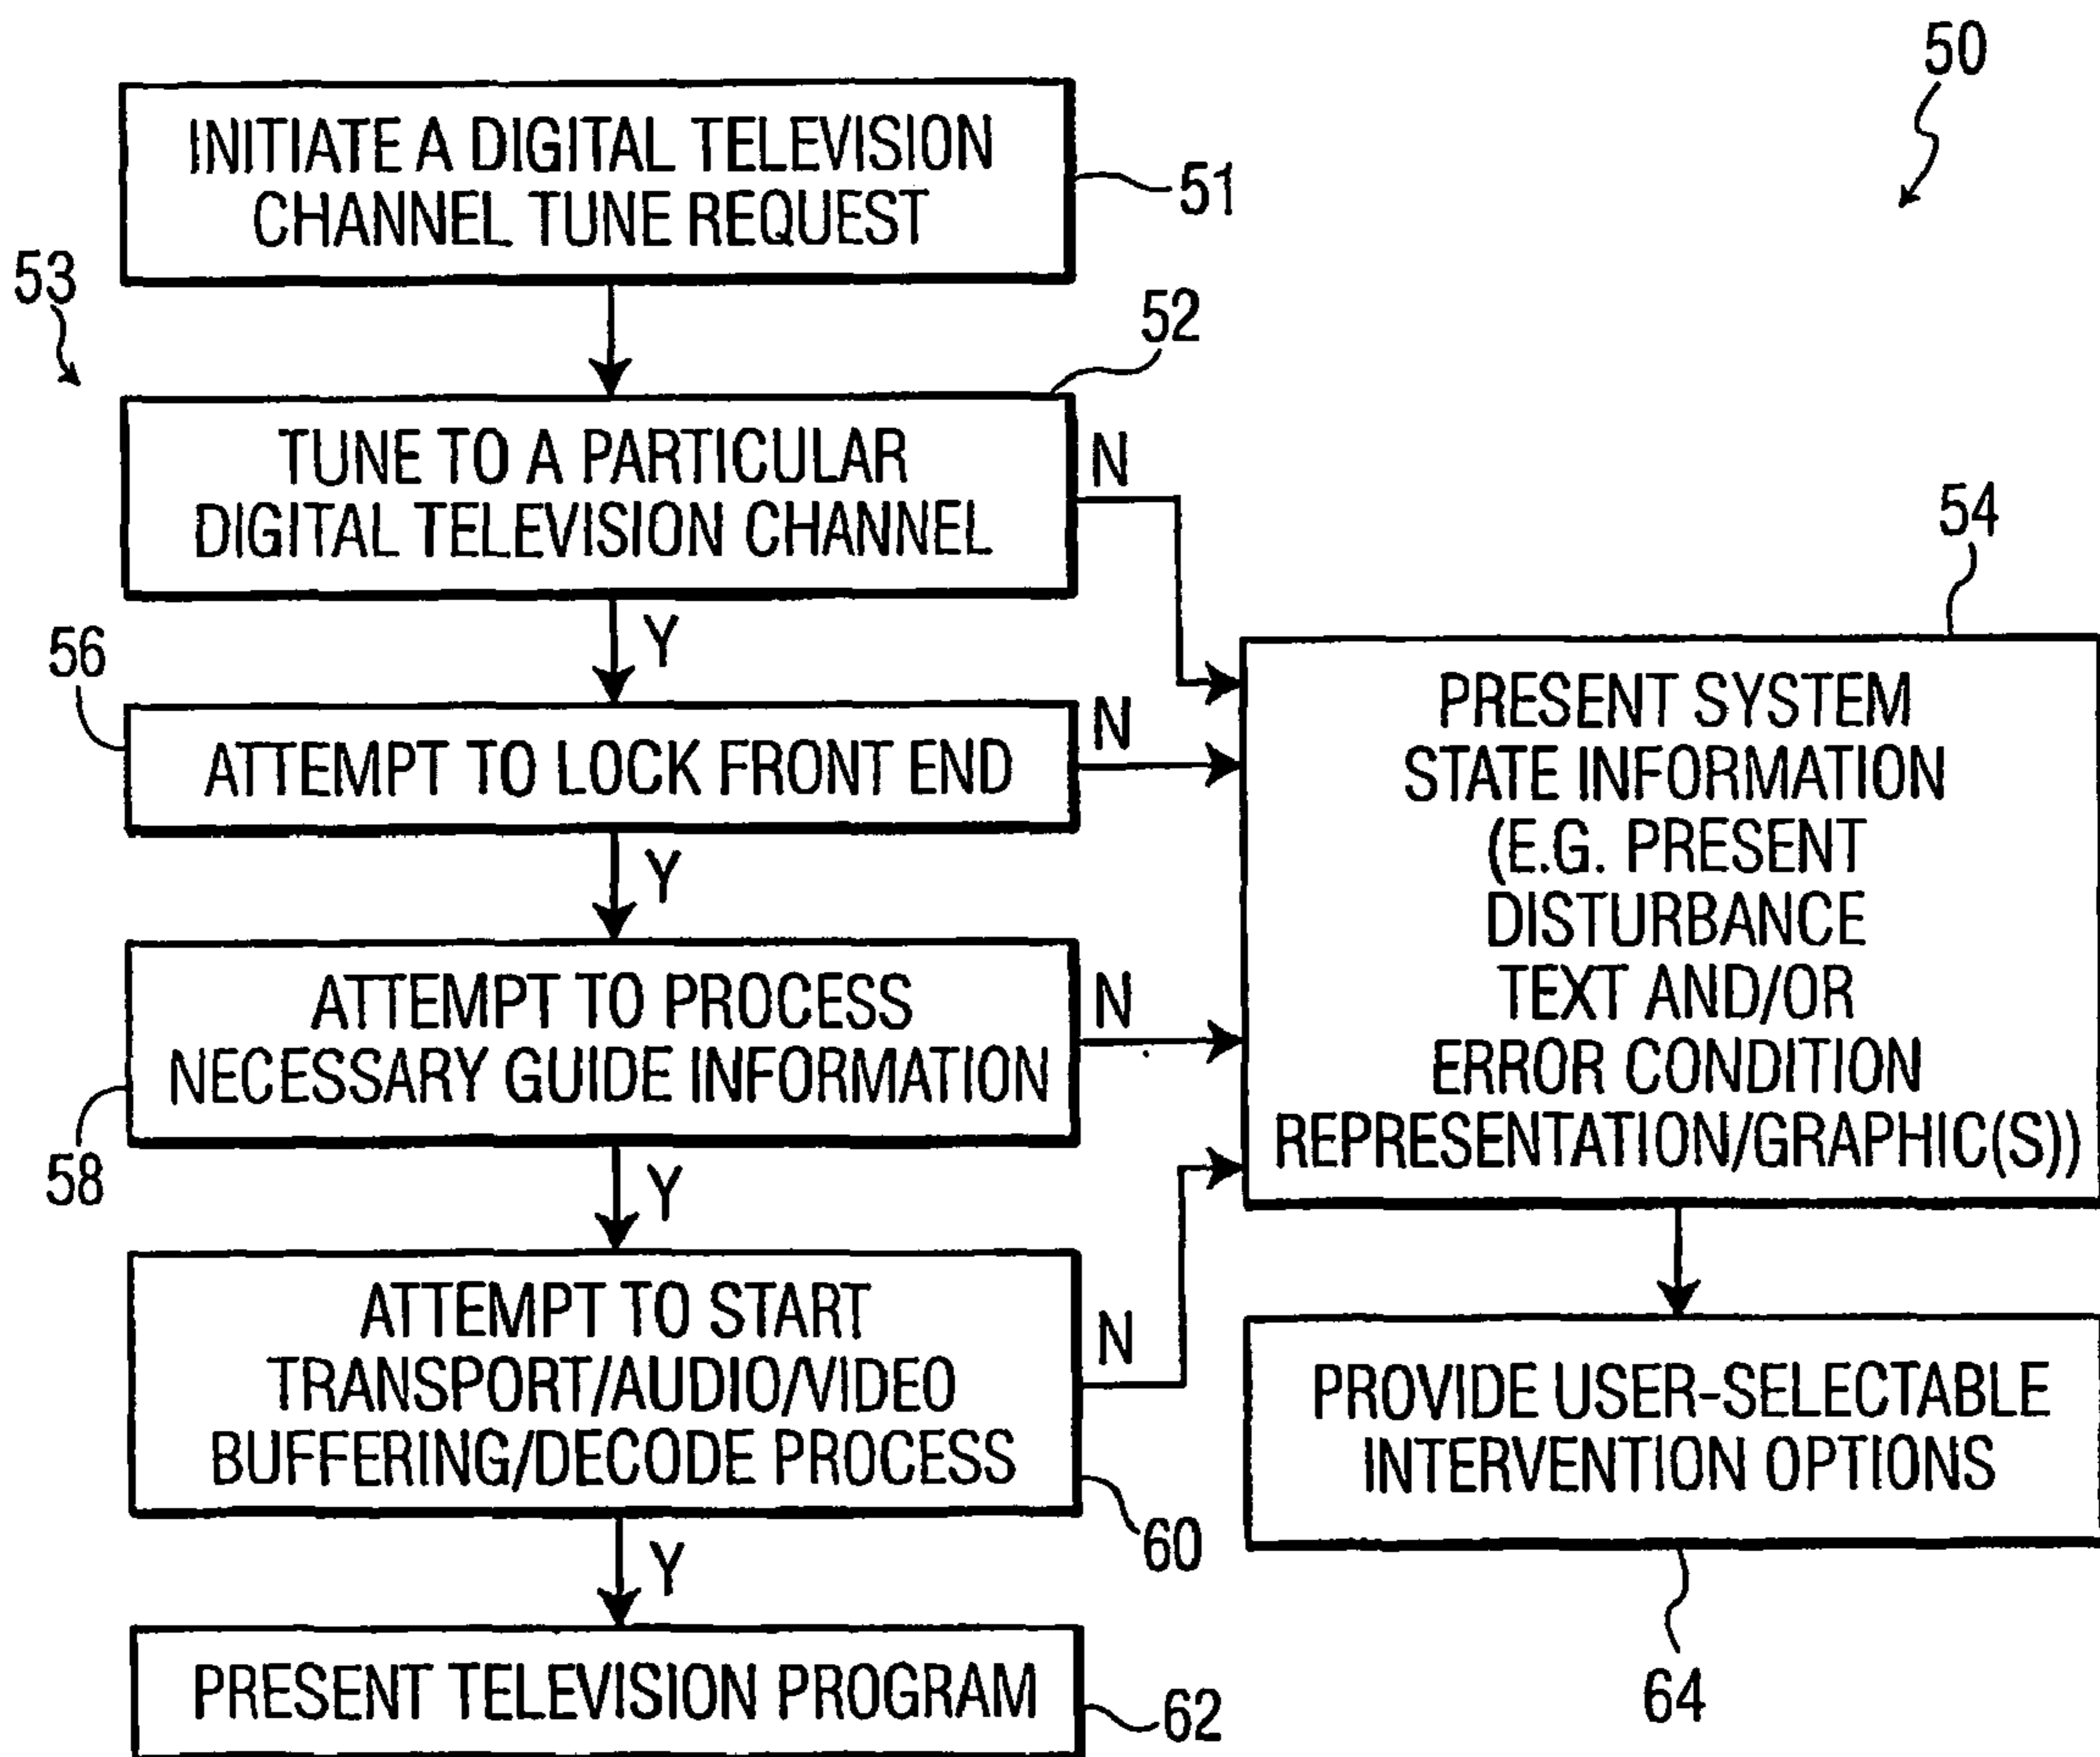 50
INITIATE A DIGITAL TELEVISION
CHANNEL TUNE REQUEST
51
53
52
TUNE TO A PARTICULAR
DIGITAL TELEVISION CHANNEL
N
Y
54
56
ATTEMPT TO LOCK FRONT END
N
Y
PRESENT SYSTEM
STATE INFORMATION
(E.G. PRESENT
DISTURBANCE
TEXT AND/OR
ERROR CONDITION
REPRESENTATION/GRAPHIC(S))
ATTEMPT TO PROCESS
NECESSARY GUIDE INFORMATION
N
58
Y
ATTEMPT TO START
TRANSPORT/AUDIO/VIDEO
BUFFERING/DECODE PROCESS
N
60
Y
PROVIDE USER-SELECTABLE
INTERVENTION OPTIONS
64
PRESENT TELEVISION PROGRAM
62